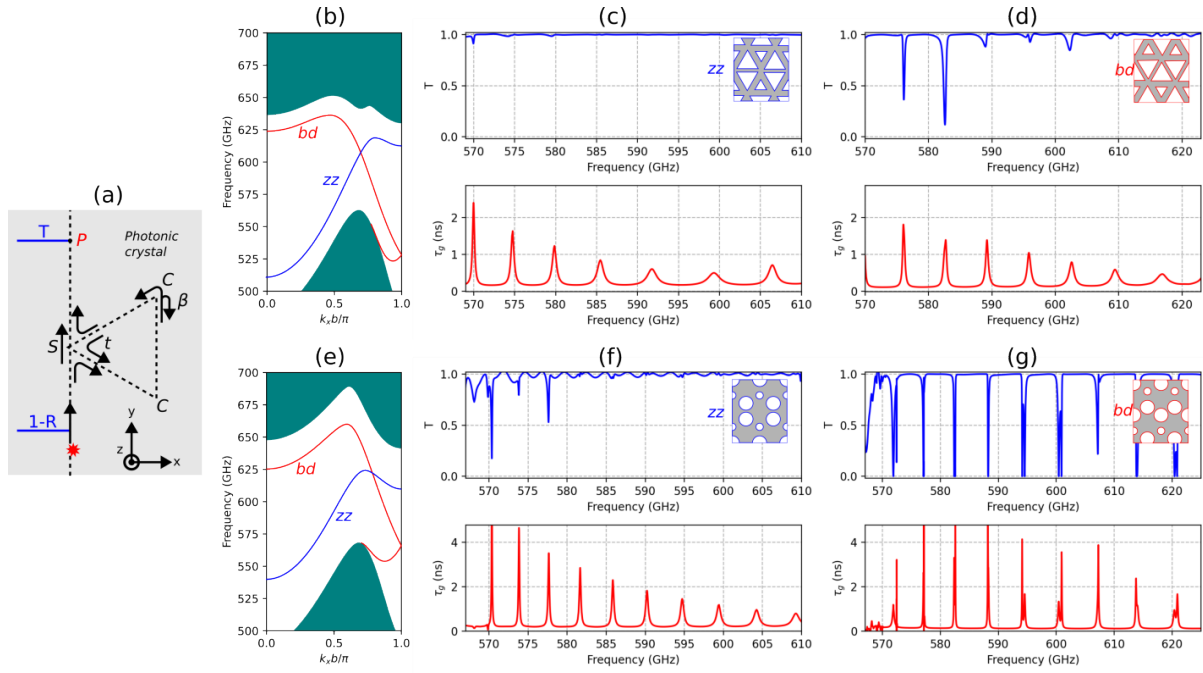 (a)
T
P
Photonic
crystal
C
β
S
t
C
1-R
y
z
x
(b)
700
675
650
625
600
575
550
525
500
Frequency (GHz)
bd
zz
0.0 0.5 1.0
kₓb/π
(c)
1.0
0.5
0.0
T
zz
570 575 580 585 590 595 600 605 610
Frequency (GHz)
2
1
0
τg (ns)
570 575 580 585 590 595 600 605 610
Frequency (GHz)
(d)
1.0
0.5
0.0
T
bd
570 580 590 600 610 620
Frequency (GHz)
2
1
0
τg (ns)
570 580 590 600 610 620
Frequency (GHz)
(e)
700
675
650
625
600
575
550
525
500
Frequency (GHz)
bd
zz
0.0 0.5 1.0
kₓb/π
(f)
1.0
0.5
0.0
T
zz
570 575 580 585 590 595 600 605 610
Frequency (GHz)
4
2
0
τg (ns)
570 575 580 585 590 595 600 605 610
Frequency (GHz)
(g)
1.0
0.5
0.0
T
bd
570 580 590 600 610 620
Frequency (GHz)
4
2
0
τg (ns)
570 580 590 600 610 620
Frequency (GHz)